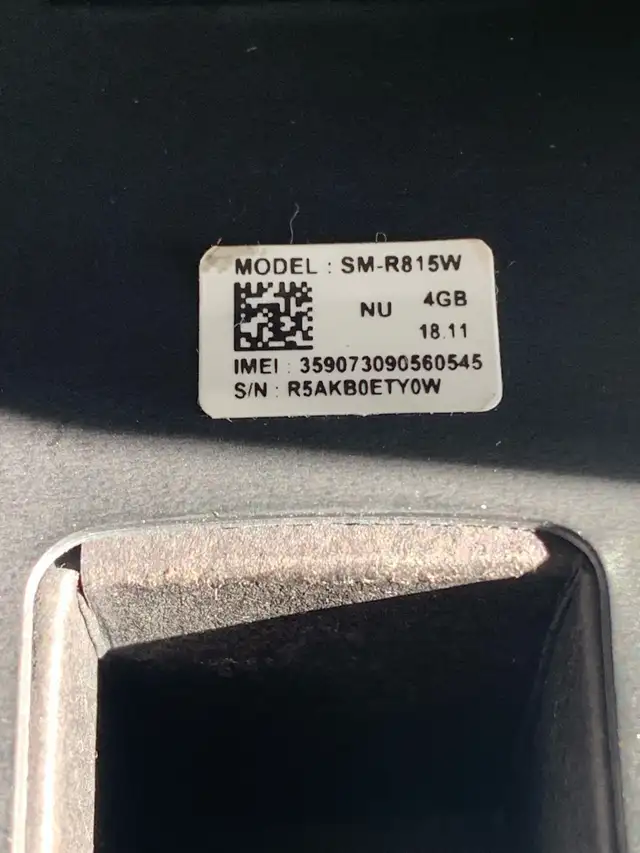 MODEL : SM-R815W
NU 4GB
18.11
IMEI : 359073090560545
S/N : R5AKB0ETY0W